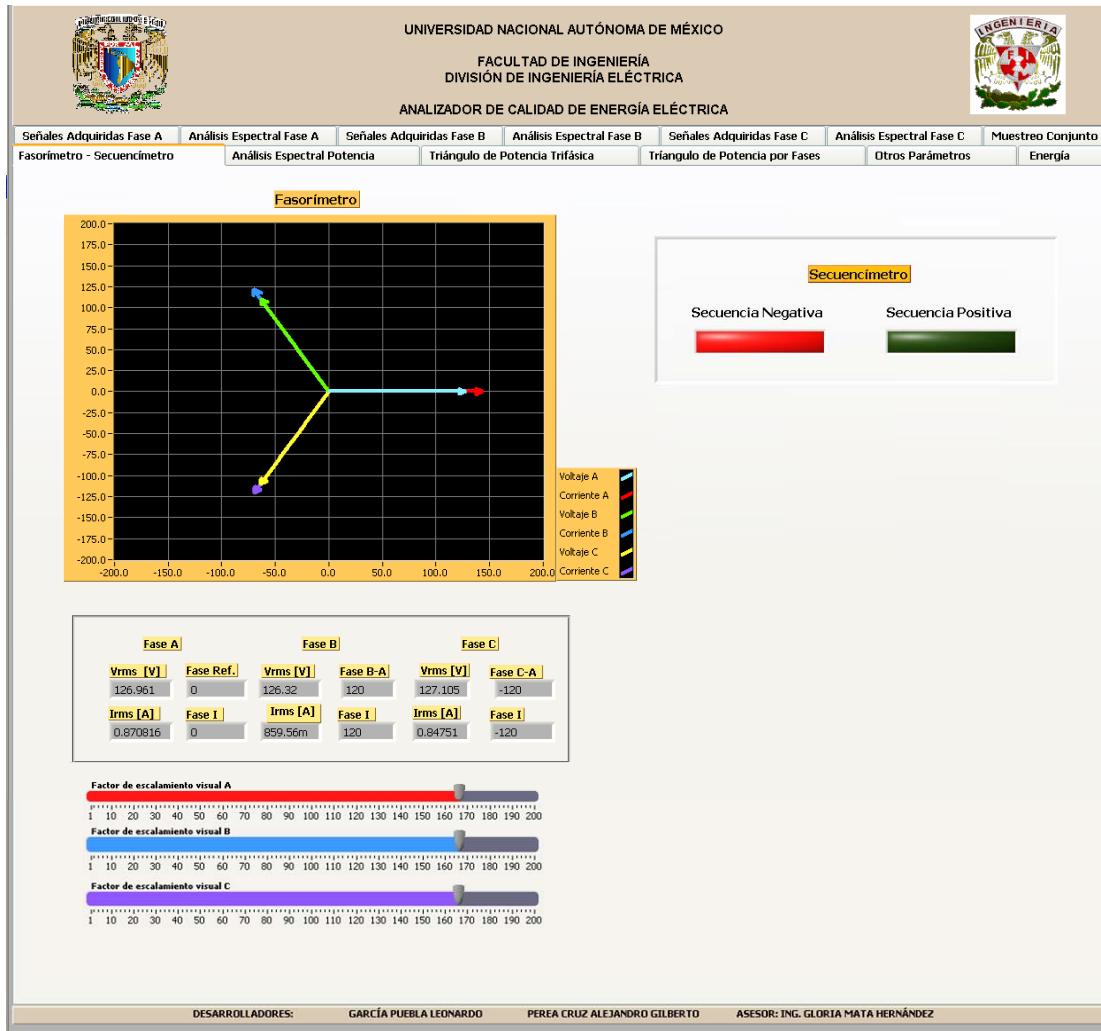 UNIVERSIDAD NACIONAL AUTÓNOMA DE MÉXICO
FACULTAD DE INGENIERÍA
DIVISIÓN DE INGENIERÍA ELÉCTRICA
ANALIZADOR DE CALIDAD DE ENERGÍA ELÉCTRICA
INGENIERIA
Señales Adquiridas Fase A Análisis Espectral Fase A Señales Adquiridas Fase B Análisis Espectral Fase B Señales Adquiridas Fase C Análisis Espectral Fase C Muestreo Conjunto
Fasorímetro - Secuencímetro Análisis Espectral Potencia Triángulo de Potencia Trifásica Tríangulo de Potencia por Fases Otros Parámetros Energía
Fasorímetro
200.0
175.0
150.0
125.0
100.0
75.0
50.0
25.0
0.0
-25.0
-50.0
-75.0
-100.0
-125.0
-150.0
-175.0
-200.0
-200.0 -150.0 -100.0 -50.0 0.0 50.0 100.0 150.0 200.0
Voltaje A
Corriente A
Voltaje B
Corriente B
Voltaje C
Corriente C
Secuencímetro
Secuencia Negativa Secuencia Positiva
Fase A Fase B Fase C
Vrms [V] Fase Ref. Vrms [V] Fase B-A Vrms [V] Fase C-A
126.961 0 126.32 120 127.105 -120
Irms [A] Fase I Irms [A] Fase I Irms [A] Fase I
0.870816 0 859.56m 120 0.84751 -120
Factor de escalamiento visual A
1 10 20 30 40 50 60 70 80 90 100 110 120 130 140 150 160 170 180 190 200
Factor de escalamiento visual B
1 10 20 30 40 50 60 70 80 90 100 110 120 130 140 150 160 170 180 190 200
Factor de escalamiento visual C
1 10 20 30 40 50 60 70 80 90 100 110 120 130 140 150 160 170 180 190 200
DESARROLLADORES: GARCÍA PUEBLA LEONARDO PEREA CRUZ ALEJANDRO GILBERTO ASESOR: ING. GLORIA MATA HERNÁNDEZ